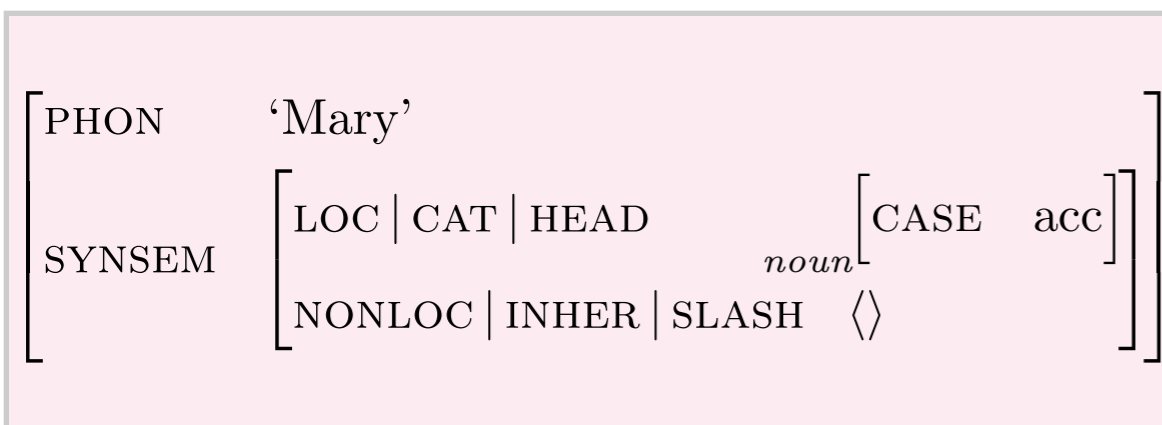 PHON ‘Mary’
LOC | CAT | HEAD noun[CASE acc]
SYNSEM
NONLOC | INHER | SLASH ⟨⟩